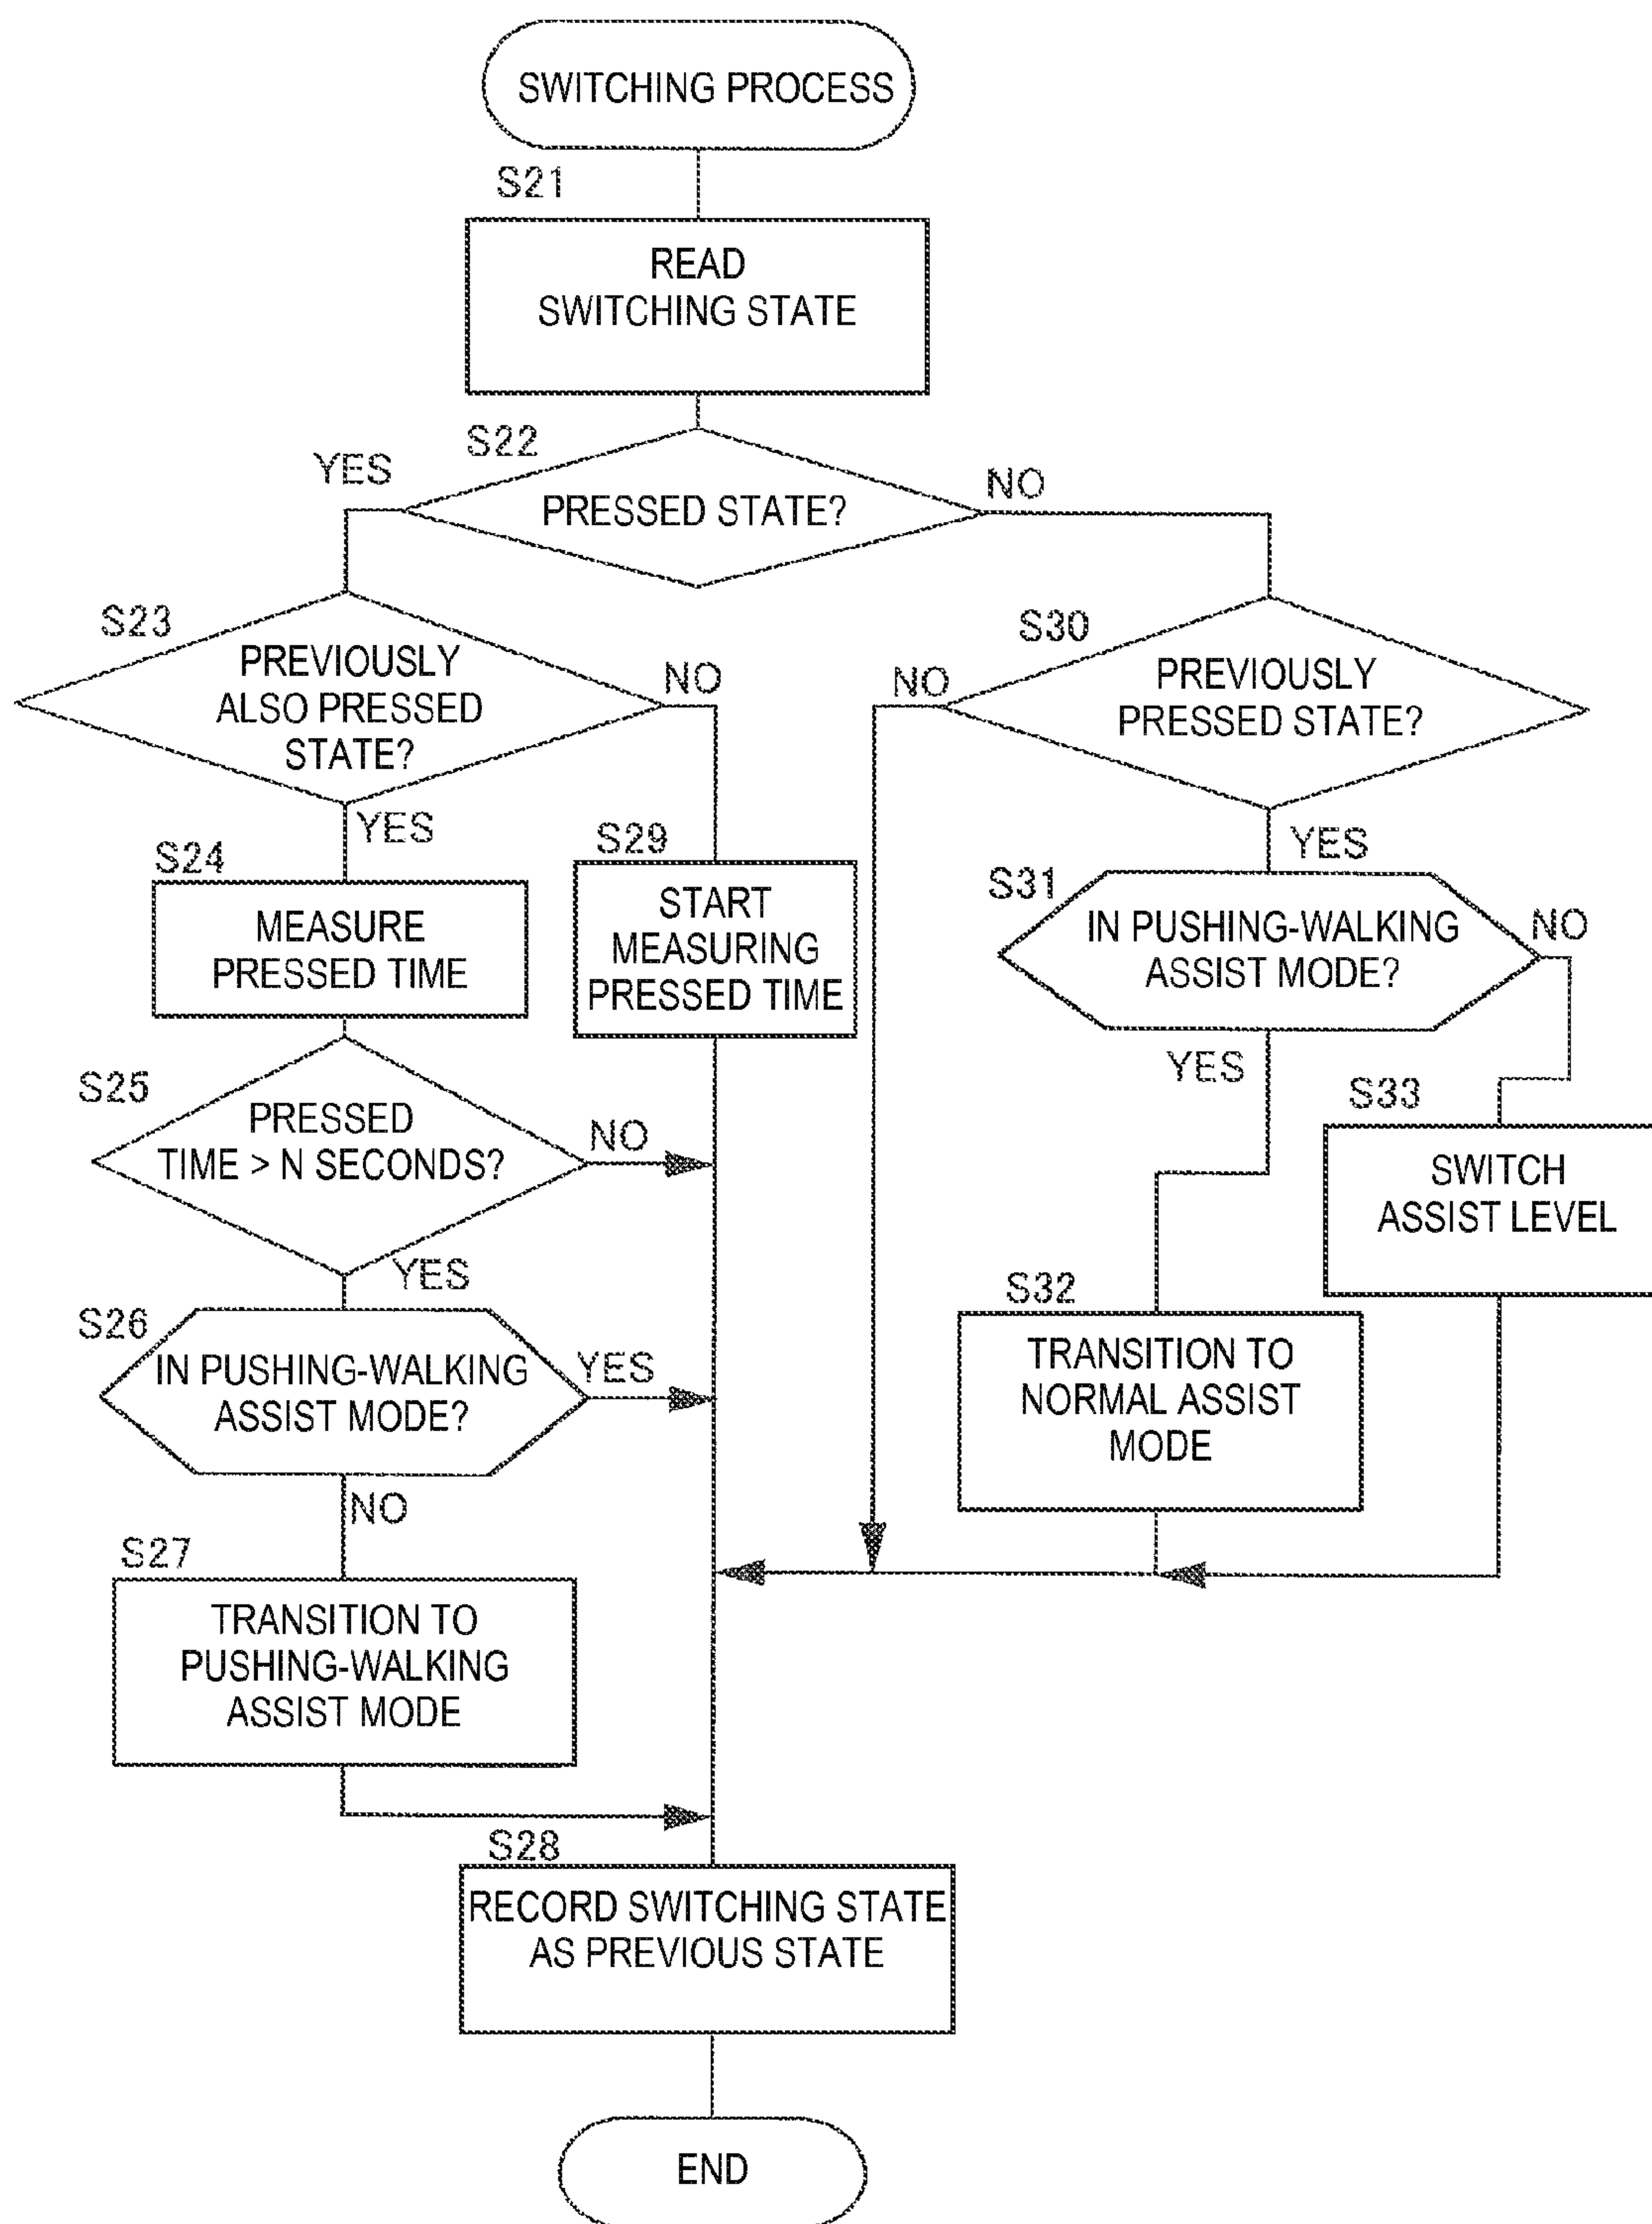 SWITCHING PROCESS
S21
READ
SWITCHING STATE
S22
YES
PRESSED STATE?
NO
S23
PREVIOUSLY
ALSO PRESSED
STATE?
NO
YES
S30
PREVIOUSLY
PRESSED STATE?
NO
YES
S24
MEASURE
PRESSED TIME
S29
START
MEASURING
PRESSED TIME
S31
IN PUSHING-WALKING
ASSIST MODE?
NO
YES
S25
PRESSED
TIME > N SECONDS?
NO
YES
S33
SWITCH
ASSIST LEVEL
S26
IN PUSHING-WALKING
ASSIST MODE?
YES
NO
S32
TRANSITION TO
NORMAL ASSIST
MODE
S27
TRANSITION TO
PUSHING-WALKING
ASSIST MODE
S28
RECORD SWITCHING STATE
AS PREVIOUS STATE
END